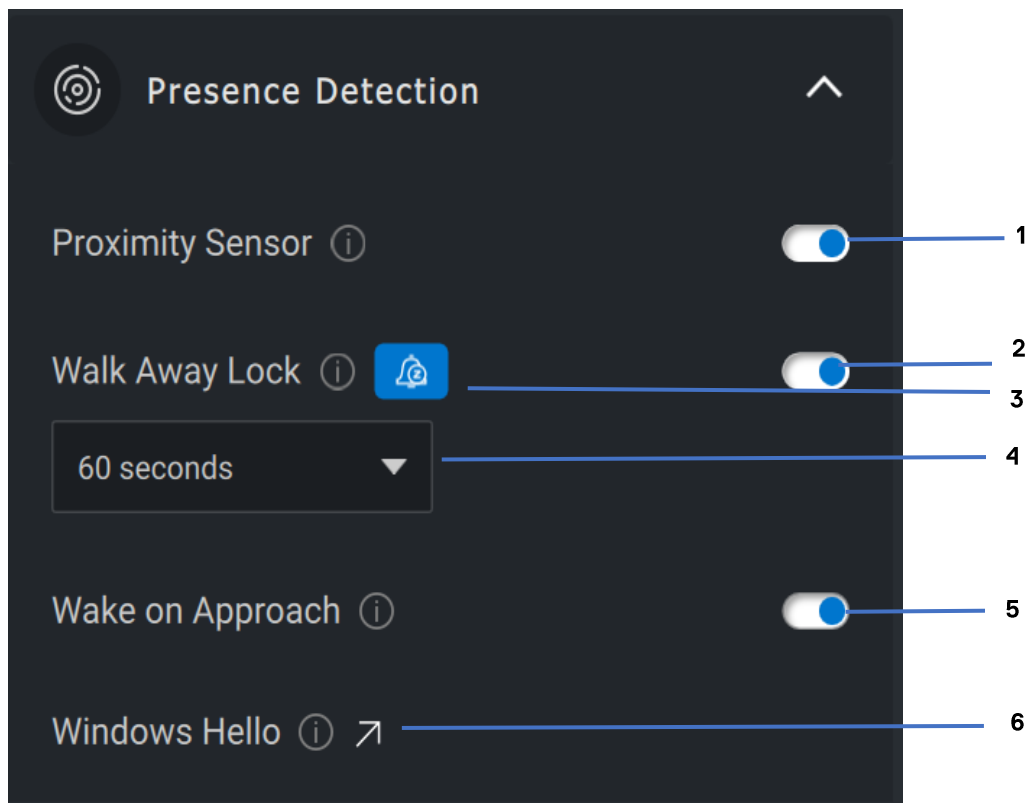 Presence Detection
Proximity Sensor
1
Walk Away Lock
2
3
60 seconds
4
Wake on Approach
5
Windows Hello
6